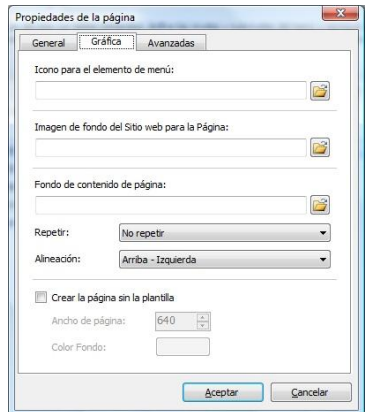 Propiedades de la página
General Gráfica Avanzadas
Icono para el elemento de menú:
Imagen de fondo del Sitio web para la Página:
Fondo de contenido de página:
Repetir: No repetir
Alineación: Arriba - Izquierda
Crear la página sin la plantilla
Ancho de página: 640
Color Fondo:
Aceptar Cancelar